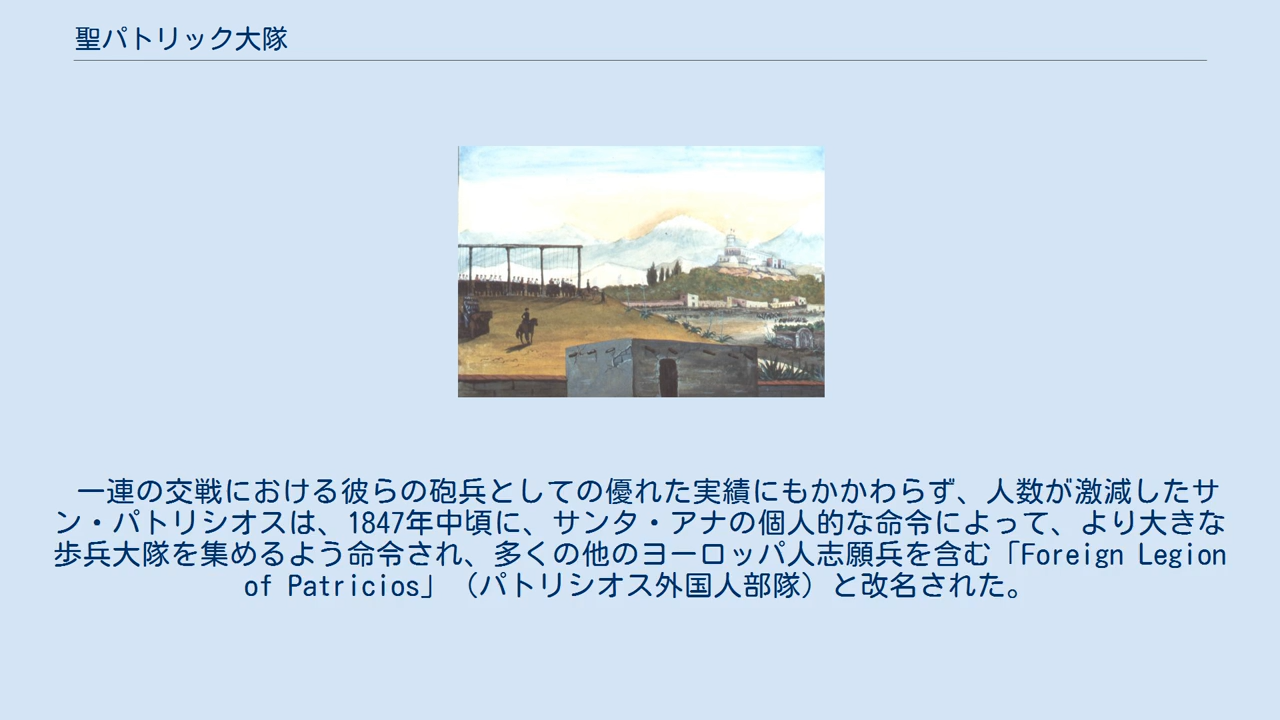 聖パトリック大隊
一連の交戦における彼らの砲兵としての優れた実績にもかかわらず、人数が激減したサ
ン・パトリシオスは、1847年中頃に、サンタ・アナの個人的な命令によって、より大きな
歩兵大隊を集めるよう命令され、多くの他のヨーロッパ人志願兵を含む「Foreign Legion
of Patricios」（パトリシオス外国人部隊）と改名された。